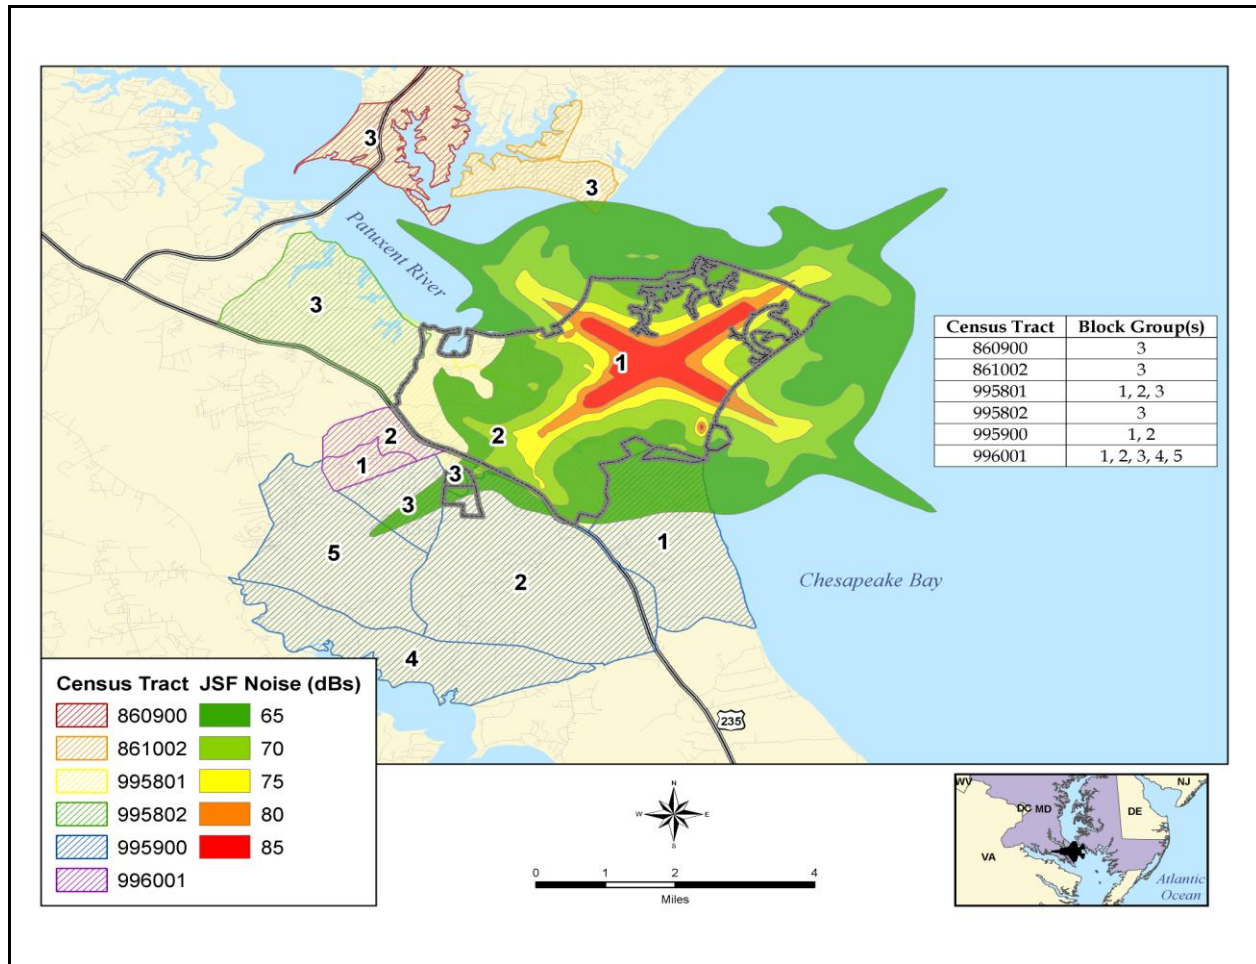 3
3
Patuxent River
3
1
2
2
1
3
3
1
5
2
4
Chesapeake Bay
235
Census Tract Block Group(s)
860900 3
861002 3
995801 1, 2, 3
995802 3
995900 1, 2
996001 1, 2, 3, 4, 5
Census Tract JSF Noise (dBs)
860900 65
861002 70
995801 75
995802 80
995900 85
996001
N
W E
S
0 1 2 4
Miles
WV
NJ
DC MD
DE
VA
Atlantic
Ocean